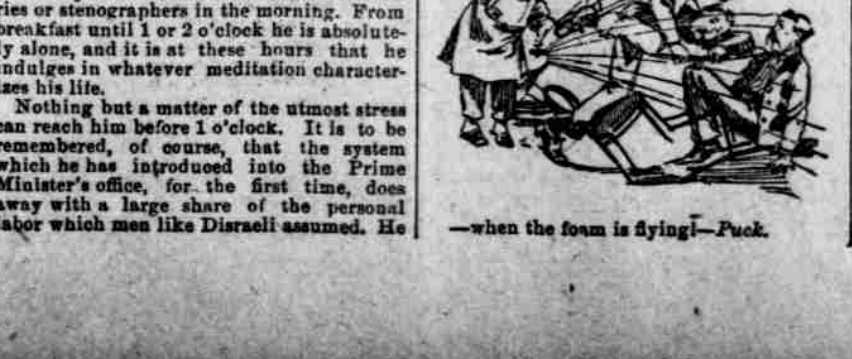 ries or stenographers in the morning. From
breakfast until 1 or 2 o'clock he is absolute-
ly alone, and it is at these hours that he
indulges in whatever meditation character-
izes his life.
Nothing but a matter of the utmost stress
can reach him before 1 o'clock. It is to be
remembered, of course, that the system
which he has introduced into the Prime
Minister's office, for the first time, does
away with a large share of the personal
labor which men like Disraeli assumed. He
—when the foam is flying!—Puck.